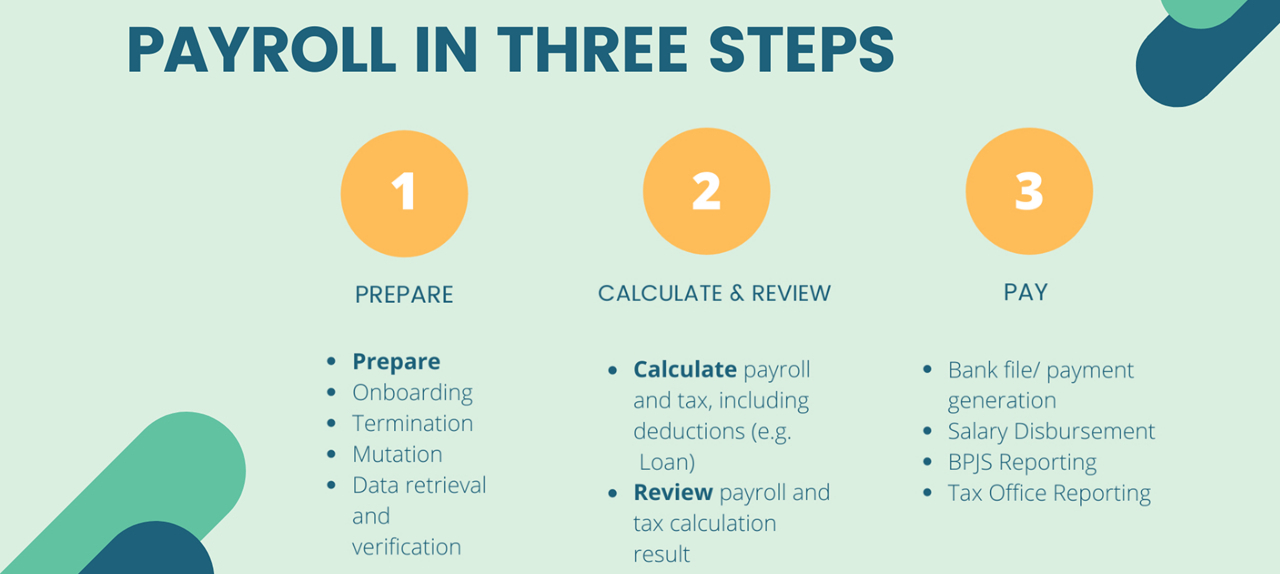 PAYROLL IN THREE STEPS
1
PREPARE
• Prepare
• Onboarding
• Termination
• Mutation
• Data retrieval
and
verification
2
CALCULATE & REVIEW
• Calculate payroll
and tax, including
deductions (e.g.
Loan)
• Review payroll and
tax calculation
result
3
PAY
• Bank file/ payment
generation
• Salary Disbursement
• BPJS Reporting
• Tax Office Reporting